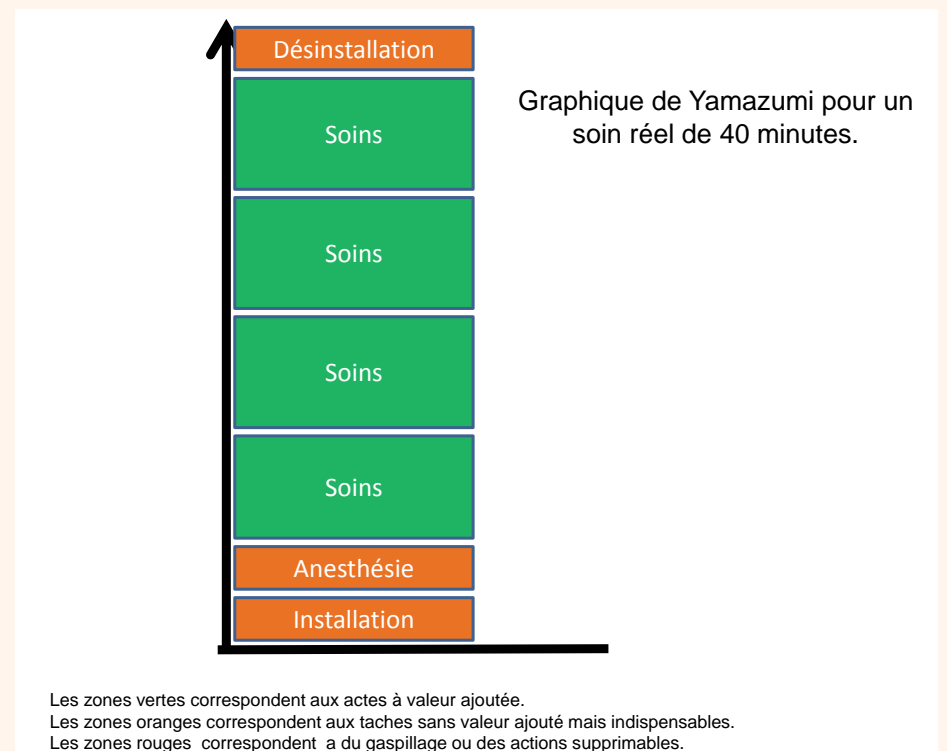 Désinstallation
Graphique de Yamazumi pour un
soin réel de 40 minutes.
Soins
Soins
Soins
Soins
Anesthésie
Installation
Les zones vertes correspondent aux actes à valeur ajoutée.
Les zones oranges correspondent aux taches sans valeur ajouté mais indispensables.
Les zones rouges correspondent a du gaspillage ou des actions supprimables.